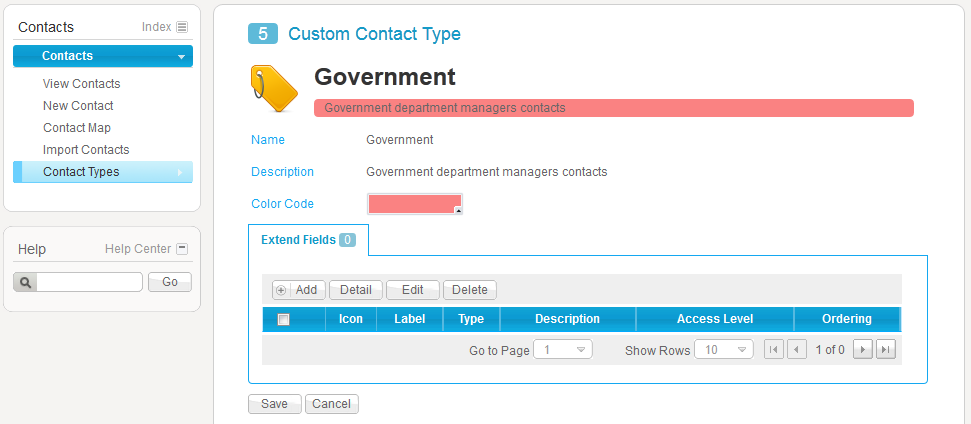 Contacts Index
Contacts
View Contacts
New Contact
Contact Map
Import Contacts
Contact Types
Help Help Center
Go
5 Custom Contact Type
Government
Government department managers contacts
Name Government
Description Government department managers contacts
Color Code
Extend Fields 0
Add Detail Edit Delete
Icon Label Type Description Access Level Ordering
Go to Page 1 Show Rows 10 1 of 0
Save Cancel